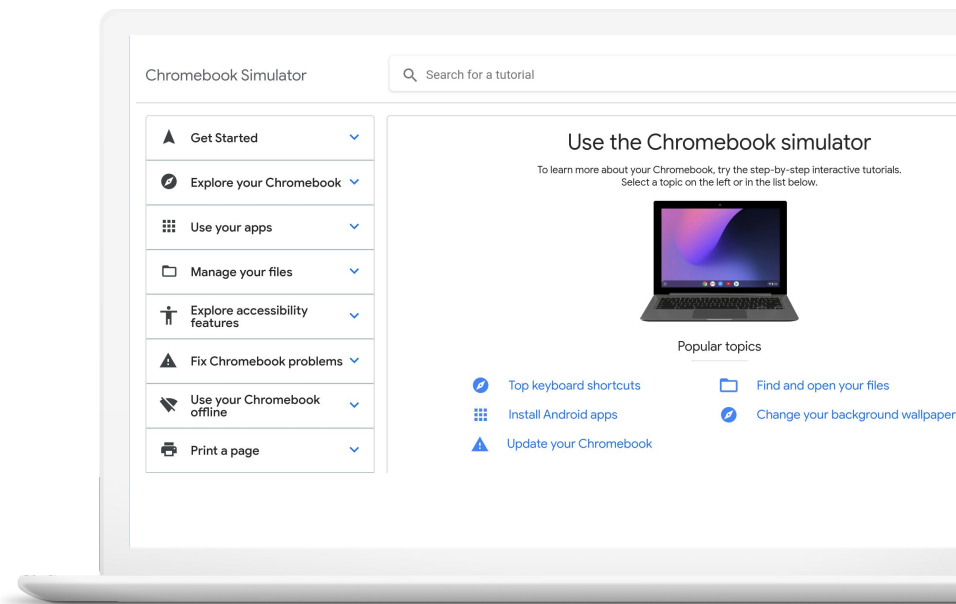 Chromebook Simulator
Search for a tutorial
Get Started
Explore your Chromebook
Use your apps
Manage your files
Explore accessibility
features
Fix Chromebook problems
Use your Chromebook
offline
Print a page
Use the Chromebook simulator
To learn more about your Chromebook, try the step-by-step interactive tutorials.
Select a topic on the left or in the list below.
Popular topics
Top keyboard shortcuts
Find and open your files
Install Android apps
Change your background wallpaper
Update your Chromebook